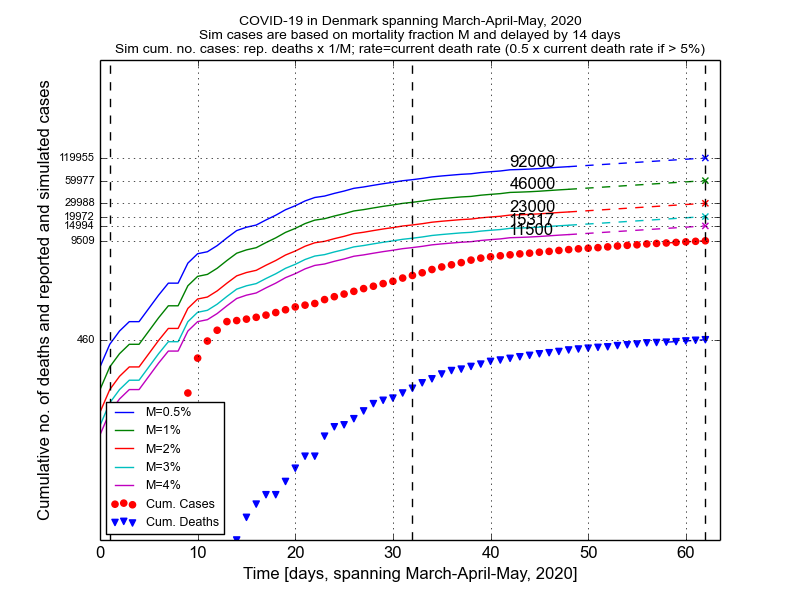 COVID-19 in Denmark spanning March-April-May, 2020
Sim cases are based on mortality fraction M and delayed by 14 days
Sim cum. no. cases: rep. deaths x 1/M; rate=current death rate (0.5 x current death rate if > 5%)
Cumulative no. of deaths and reported and simulated cases
119955
59977
29988
19972
14994
9509
460
92000
46000
23000
15317
11500
M=0.5%
M=1%
M=2%
M=3%
M=4%
Cum. Cases
Cum. Deaths
0 10 20 30 40 50 60
Time [days, spanning March-April-May, 2020]